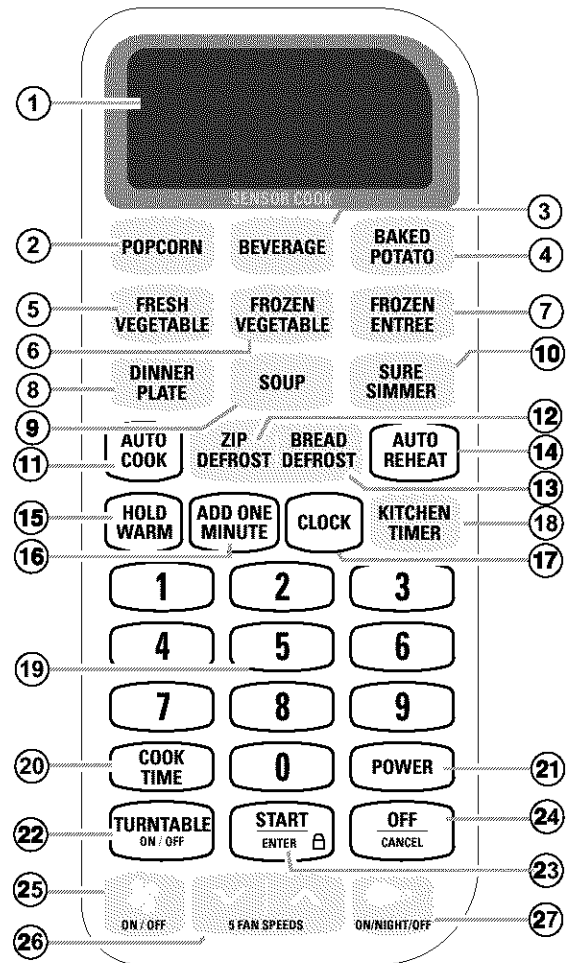 1
SENSOR COOK
3
2 POPCORN BEVERAGE BAKED POTATO 4
5 FRESH VEGETABLE FROZEN VEGETABLE FROZEN ENTREE 7
6
8 DINNER PLATE SOUP SURE SIMMER 10
9
12
11 AUTO COOK ZIP DEFROST BREAD DEFROST AUTO REHEAT 14
13
15 HOLD WARM ADD ONE MINUTE CLOCK KITCHEN TIMER 18
16 17
1 2 3
4 5 6
19
7 8 9
20 COOK TIME 0 POWER 21
22 TURNTABLE ON / OFF START ENTER OFF CANCEL 24
23
25
ON / OFF 5 FAN SPEEDS ON/NIGHT/OFF 27
26